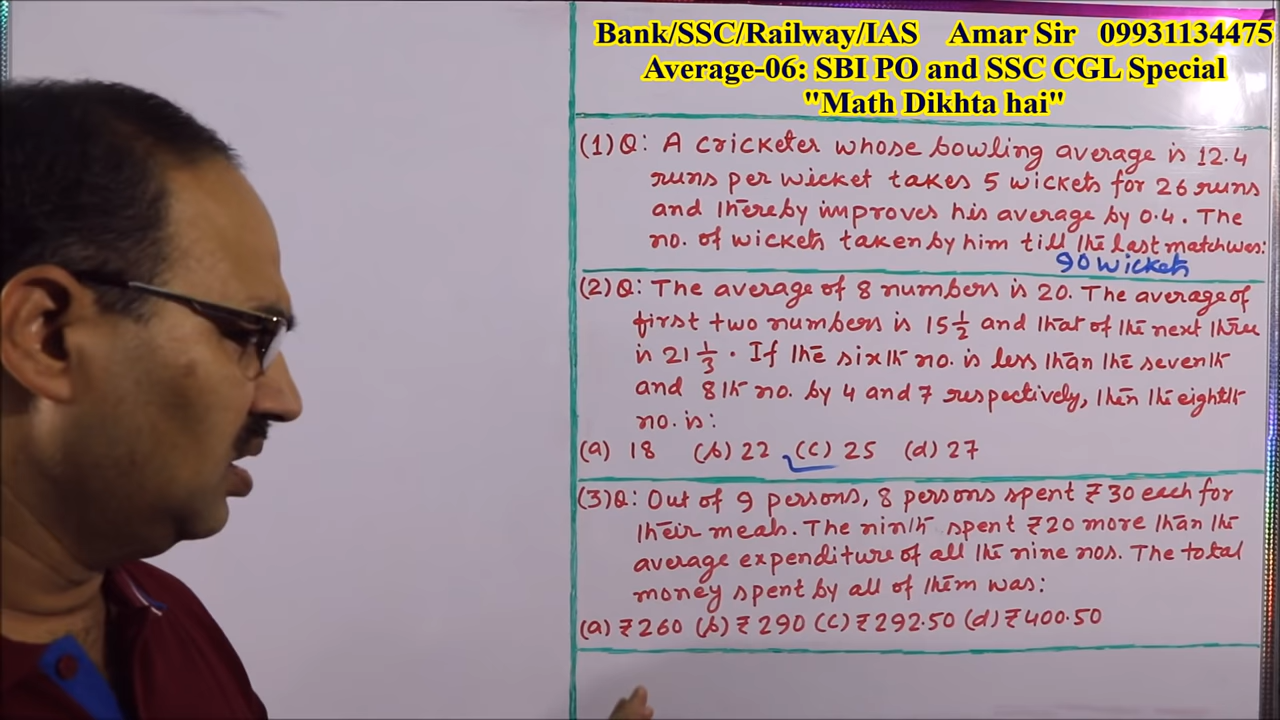 Bank/SSC/Railway/IAS Amar Sir 09931134475
Average-06: SBI PO and SSC CGL Special
"Math Dikhta hai"
(1) Q: A cricketer whose bowling average is 12.4
runs per wicket takes 5 wickets for 26 runs
and thereby improves his average by 0.4. The
no. of wickets taken by him till the last match was:
90 wickets
(2) Q: The average of 8 numbers is 20. The average of
first two numbers is 15 1/2 and that of the next three
is 21 1/3. If the sixth no. is less than the seventh
and 8th no. by 4 and 7 respectively, then the eighth
no. is:
(a) 18 (b) 22 (c) 25 (d) 27
(3) Q: Out of 9 persons, 8 persons spent ₹30 each for
their meals. The ninth spent ₹20 more than the
average expenditure of all the nine nos. The total
money spent by all of them was:
(a) ₹260 (b) ₹290 (c) ₹292.50 (d) ₹400.50